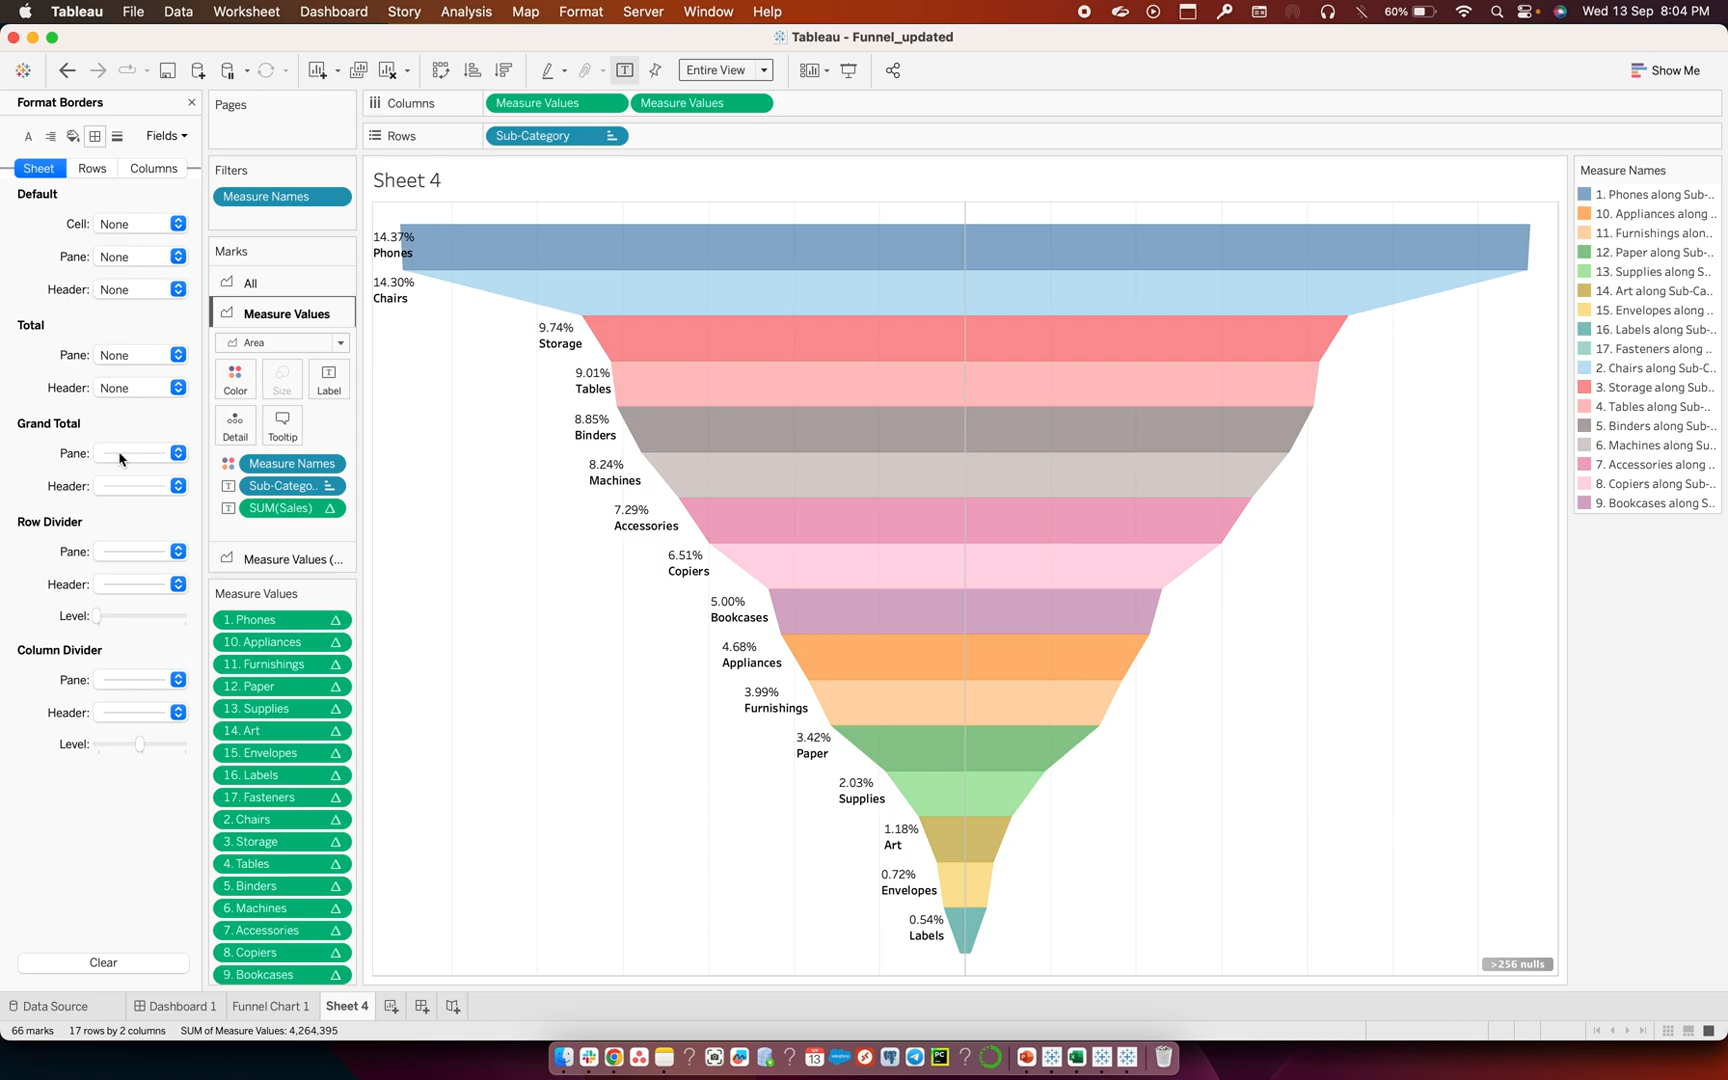 Tableau File Data Worksheet Dashboard Story Analysis Map Format Server Window Help 60% Wed 13 Sep 8:04 PM
Tableau - Funnel_updated
Entire View Show Me
Format Borders
Fields
Sheet Rows Columns
Default
Cell: None
Pane: None
Header: None
Total
Pane: None
Header: None
Grand Total
Pane:
Header:
Row Divider
Pane:
Header:
Level:
Column Divider
Pane:
Header:
Level:
Clear
Pages
Filters
Measure Names
Marks
All
Measure Values
Area
Color Size Label
Detail Tooltip
Measure Names
Sub-Catego..
SUM(Sales)
Measure Values (...
Measure Values
1. Phones
10. Appliances
11. Furnishings
12. Paper
13. Supplies
14. Art
15. Envelopes
16. Labels
17. Fasteners
2. Chairs
3. Storage
4. Tables
5. Binders
6. Machines
7. Accessories
8. Copiers
9. Bookcases
Columns Measure Values Measure Values
Rows Sub-Category
Sheet 4
14.37%
Phones
14.30%
Chairs
9.74%
Storage
9.01%
Tables
8.85%
Binders
8.24%
Machines
7.29%
Accessories
6.51%
Copiers
5.00%
Bookcases
4.68%
Appliances
3.99%
Furnishings
3.42%
Paper
2.03%
Supplies
1.18%
Art
0.72%
Envelopes
0.54%
Labels
>256 nulls
Measure Names
1. Phones along Sub-..
10. Appliances along ..
11. Furnishings alon..
12. Paper along Sub-..
13. Supplies along S..
14. Art along Sub-Ca..
15. Envelopes along ..
16. Labels along Sub-..
17. Fasteners along ..
2. Chairs along Sub-C..
3. Storage along Sub..
4. Tables along Sub-..
5. Binders along Sub-..
6. Machines along Su..
7. Accessories along ..
8. Copiers along Sub-..
9. Bookcases along S..
Data Source Dashboard 1 Funnel Chart 1 Sheet 4
66 marks 17 rows by 2 columns SUM of Measure Values: 4,264,395